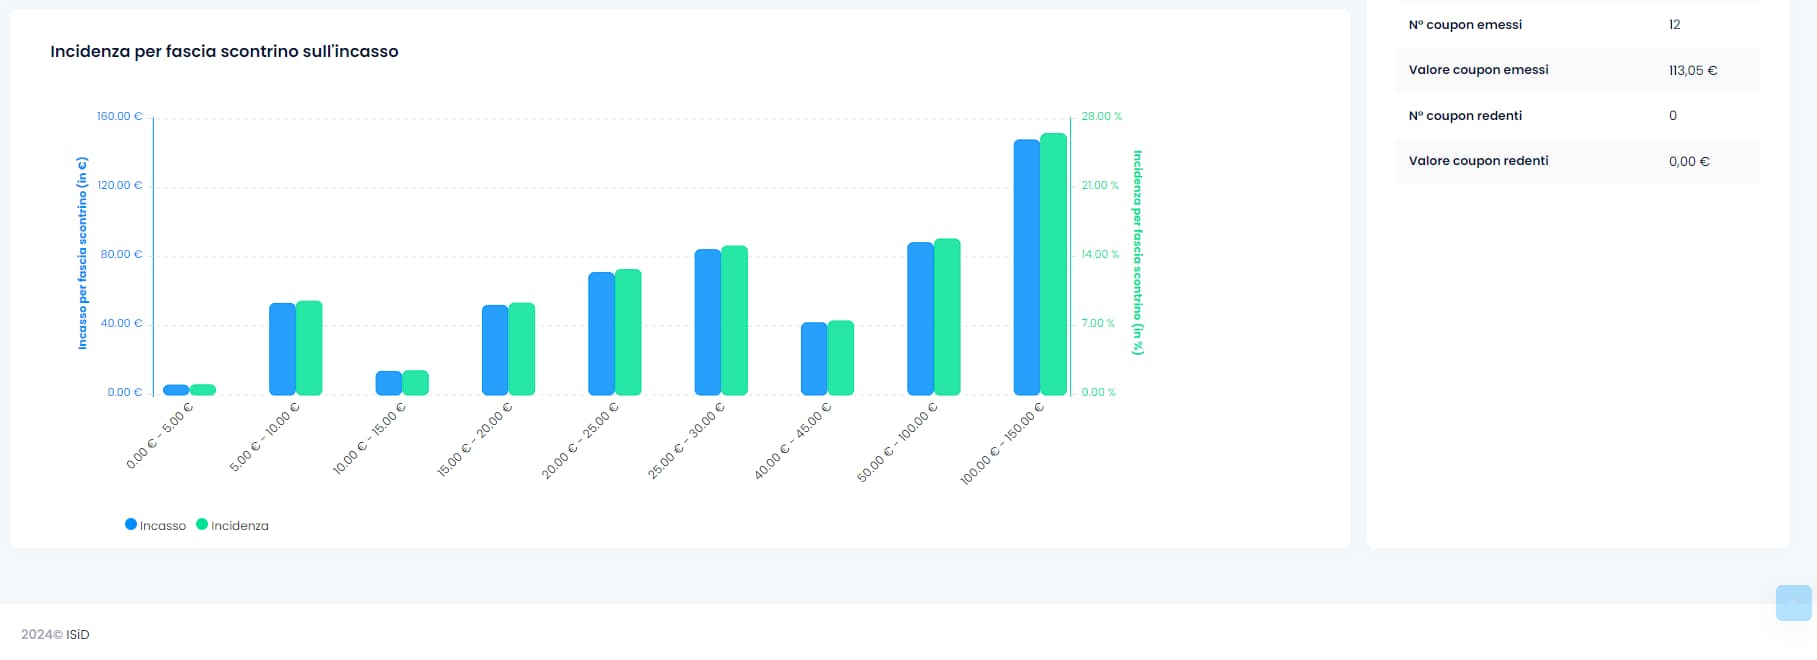 Incidenza per fascia scontrino sull'incasso
160.00 €
120.00 €
80.00 €
40.00 €
0.00 €
Incasso per fascia scontrino (in €)
28.00 %
21.00 %
14.00 %
7.00 %
0.00 %
Incidenza per fascia scontrino (in %)
0.00 € - 5.00 €
5.00 € - 10.00 €
10.00 € - 15.00 €
15.00 € - 20.00 €
20.00 € - 25.00 €
25.00 € - 30.00 €
40.00 € - 45.00 €
50.00 € - 100.00 €
100.00 € - 150.00 €
Incasso Incidenza
N° coupon emessi 12
Valore coupon emessi 113,05 €
N° coupon redenti 0
Valore coupon redenti 0,00 €
2024© ISiD